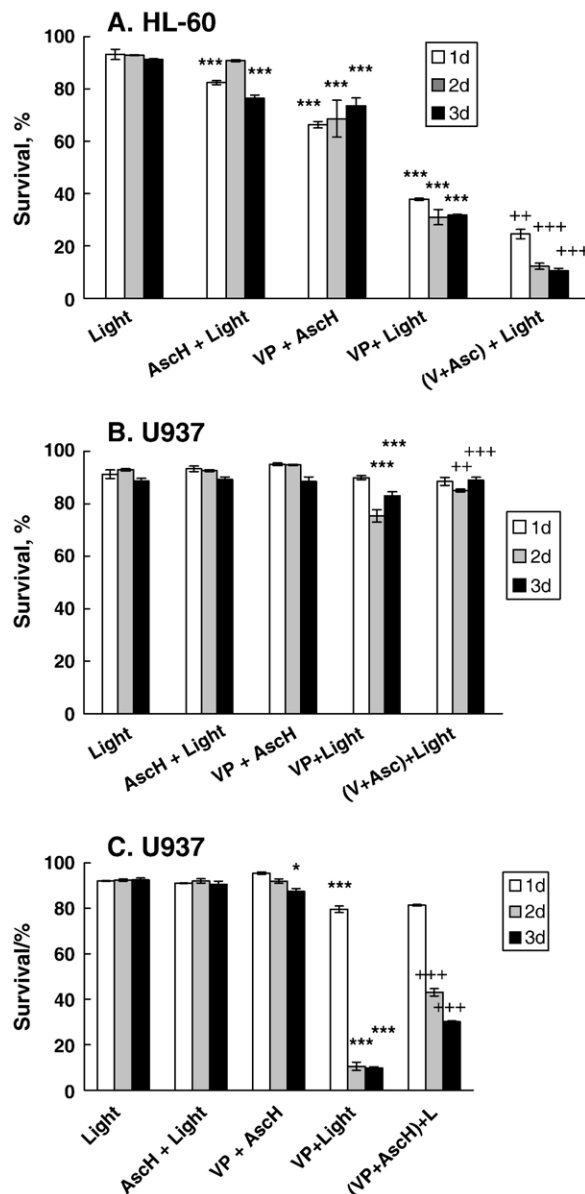 A. HL-60
Survival, %
100
80
60
40
20
0
1d
2d
3d
***
***
***
***
***
***
***
***
++
+++
+++
Light
AscH + Light
VP + AscH
VP+ Light
(V+Asc) + Light
B. U937
Survival, %
100
80
60
40
20
0
***
***
++
+++
1d
2d
3d
Light
AscH + Light
VP + AscH
VP+Light
(V+Asc)+Light
C. U937
Survival/%
100
80
60
40
20
0
*
***
***
***
+++
+++
1d
2d
3d
Light
AscH + Light
VP + AscH
VP+Light
(VP+AscH)+L